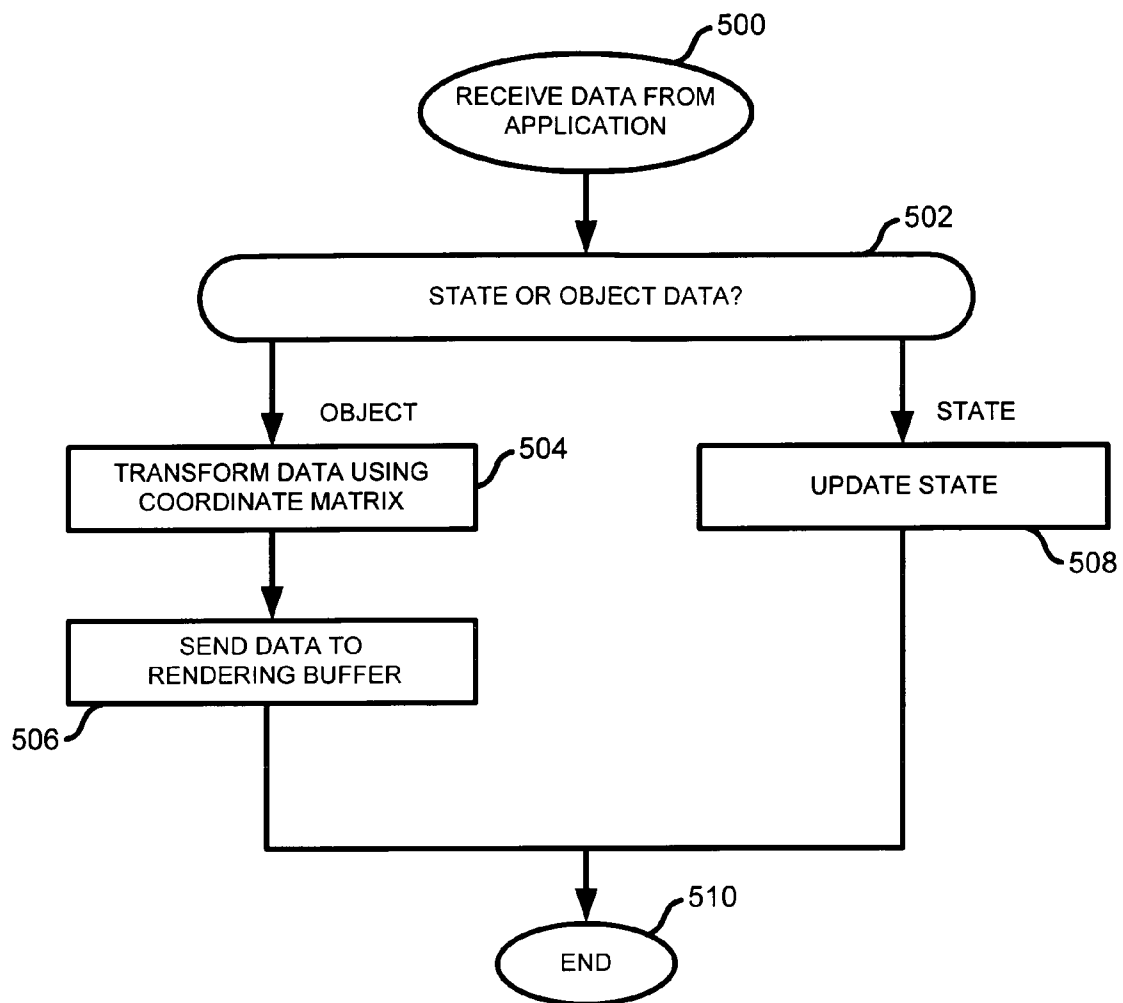 500
RECEIVE DATA FROM
APPLICATION
502
STATE OR OBJECT DATA?
OBJECT
STATE
TRANSFORM DATA USING
COORDINATE MATRIX
504
UPDATE STATE
508
SEND DATA TO
RENDERING BUFFER
506
510
END